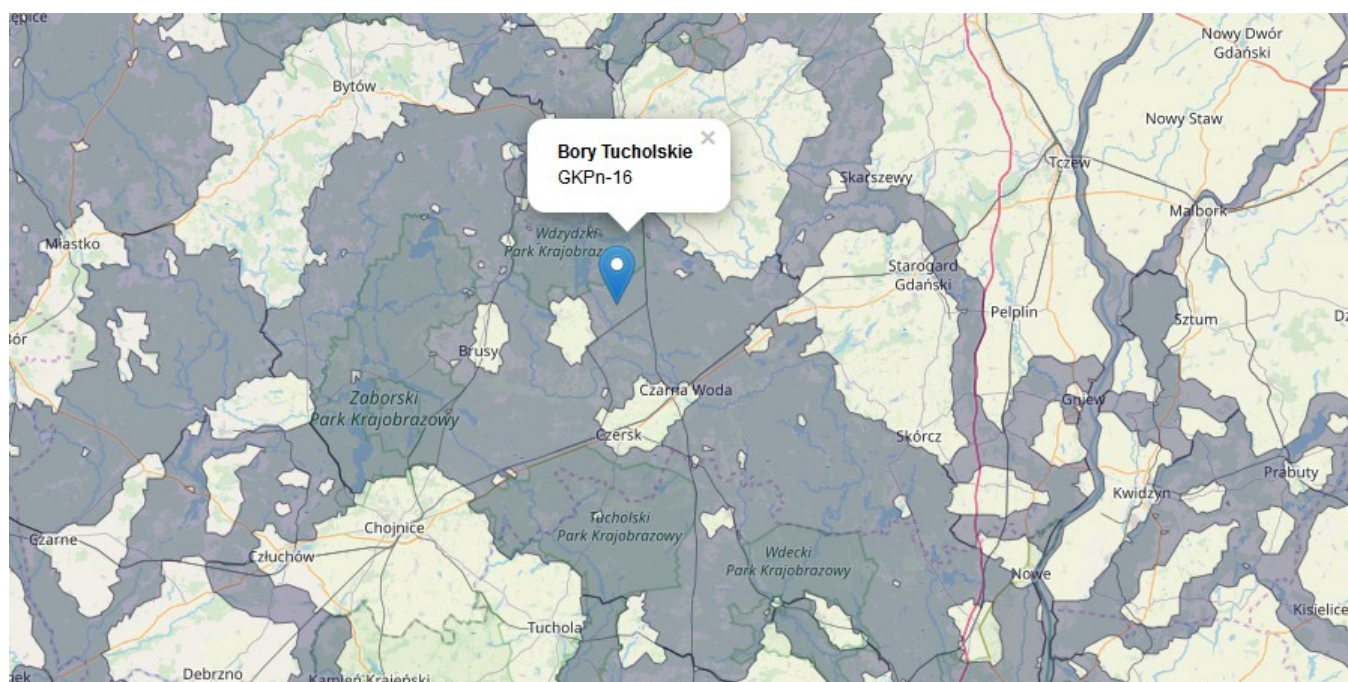 Nowy Dwór
Gdański
Bytów
Nowy Staw
Bory Tucholskie
GKPn-16
×
Tczew
Skarszewy
Malbork
Miastko
Wdzydzki
Park Krajobrazowy
Starogard
Gdański
Pelplin
Sztum
Brusy
Zaborski
Park Krajobrazowy
Czarna Woda
Gniew
Czersk
Skórcz
Prabuty
Kwidzyn
Chojnice
Tucholski
Park Krajobrazowy
Czarne
Człuchów
Wdecki
Park Krajobrazowy
Nowe
Kisielice
Tuchola
Debrzno
Kamień Krajeński